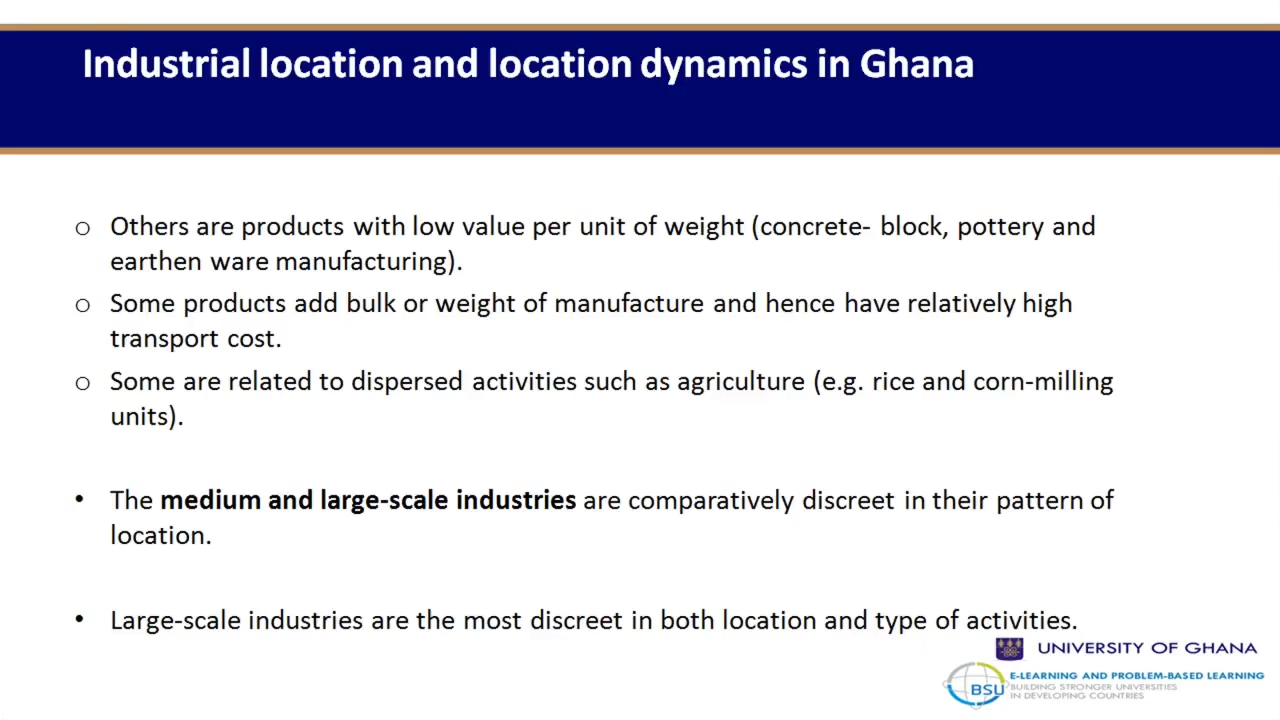 Industrial location and location dynamics in Ghana
o Others are products with low value per unit of weight (concrete- block, pottery and
earthen ware manufacturing).
o Some products add bulk or weight of manufacture and hence have relatively high
transport cost.
o Some are related to dispersed activities such as agriculture (e.g. rice and corn-milling
units).
• The medium and large-scale industries are comparatively discreet in their pattern of
location.
• Large-scale industries are the most discreet in both location and type of activities.
UNIVERSITY OF GHANA
BSU
E-LEARNING AND PROBLEM-BASED LEARNING
BUILDING STRONGER UNIVERSITIES
IN DEVELOPING COUNTRIES